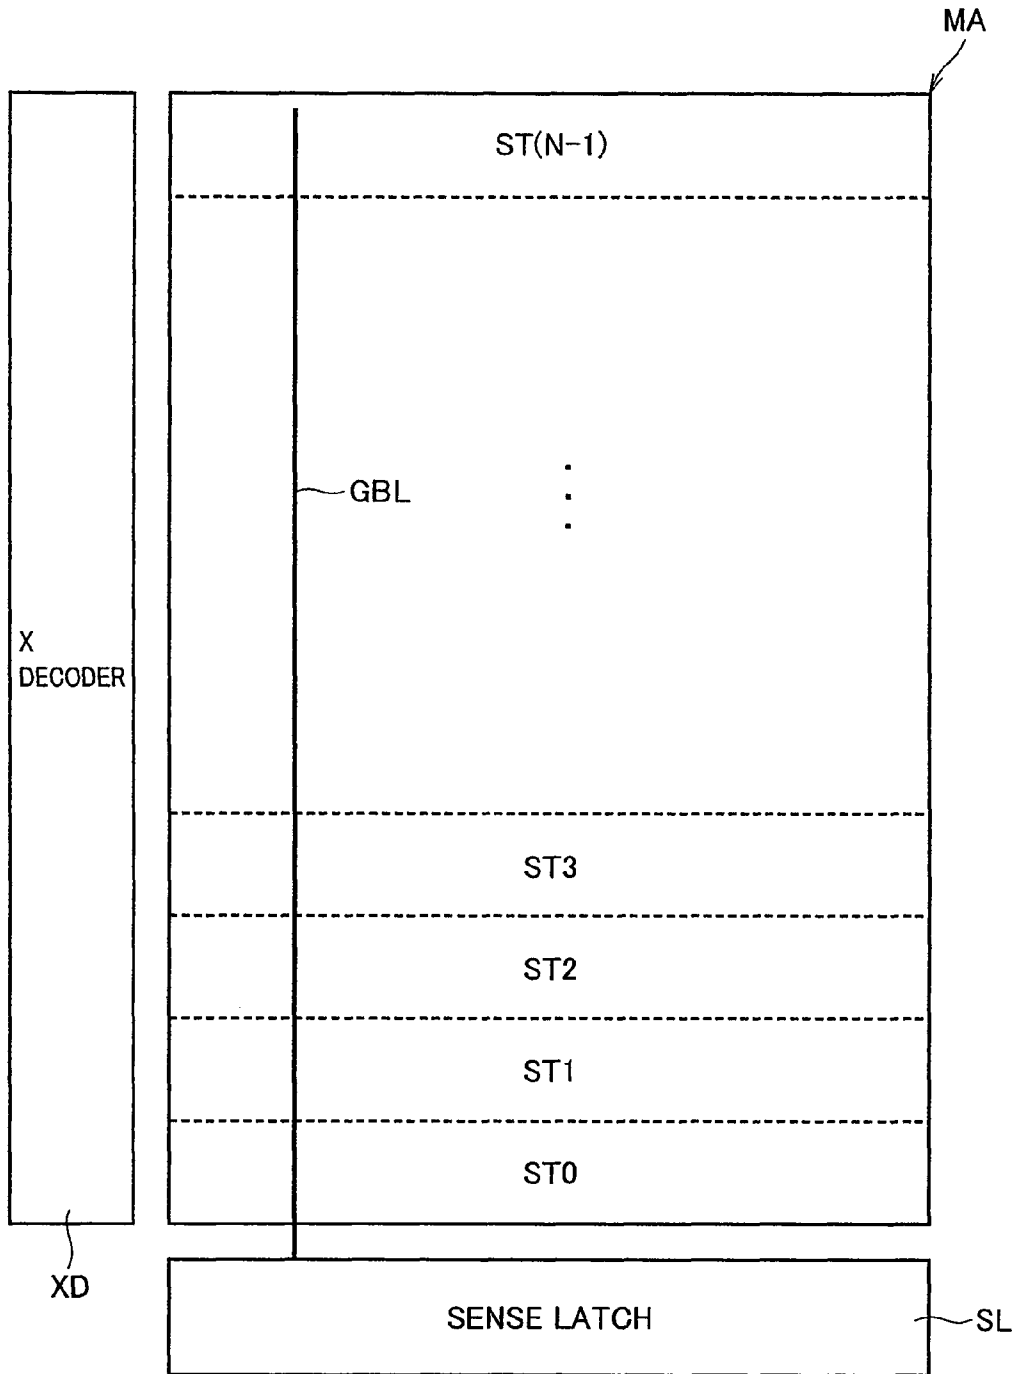 MA
ST(N-1)
GBL
X
DECODER
ST3
ST2
ST1
ST0
XD
SENSE LATCH
SL